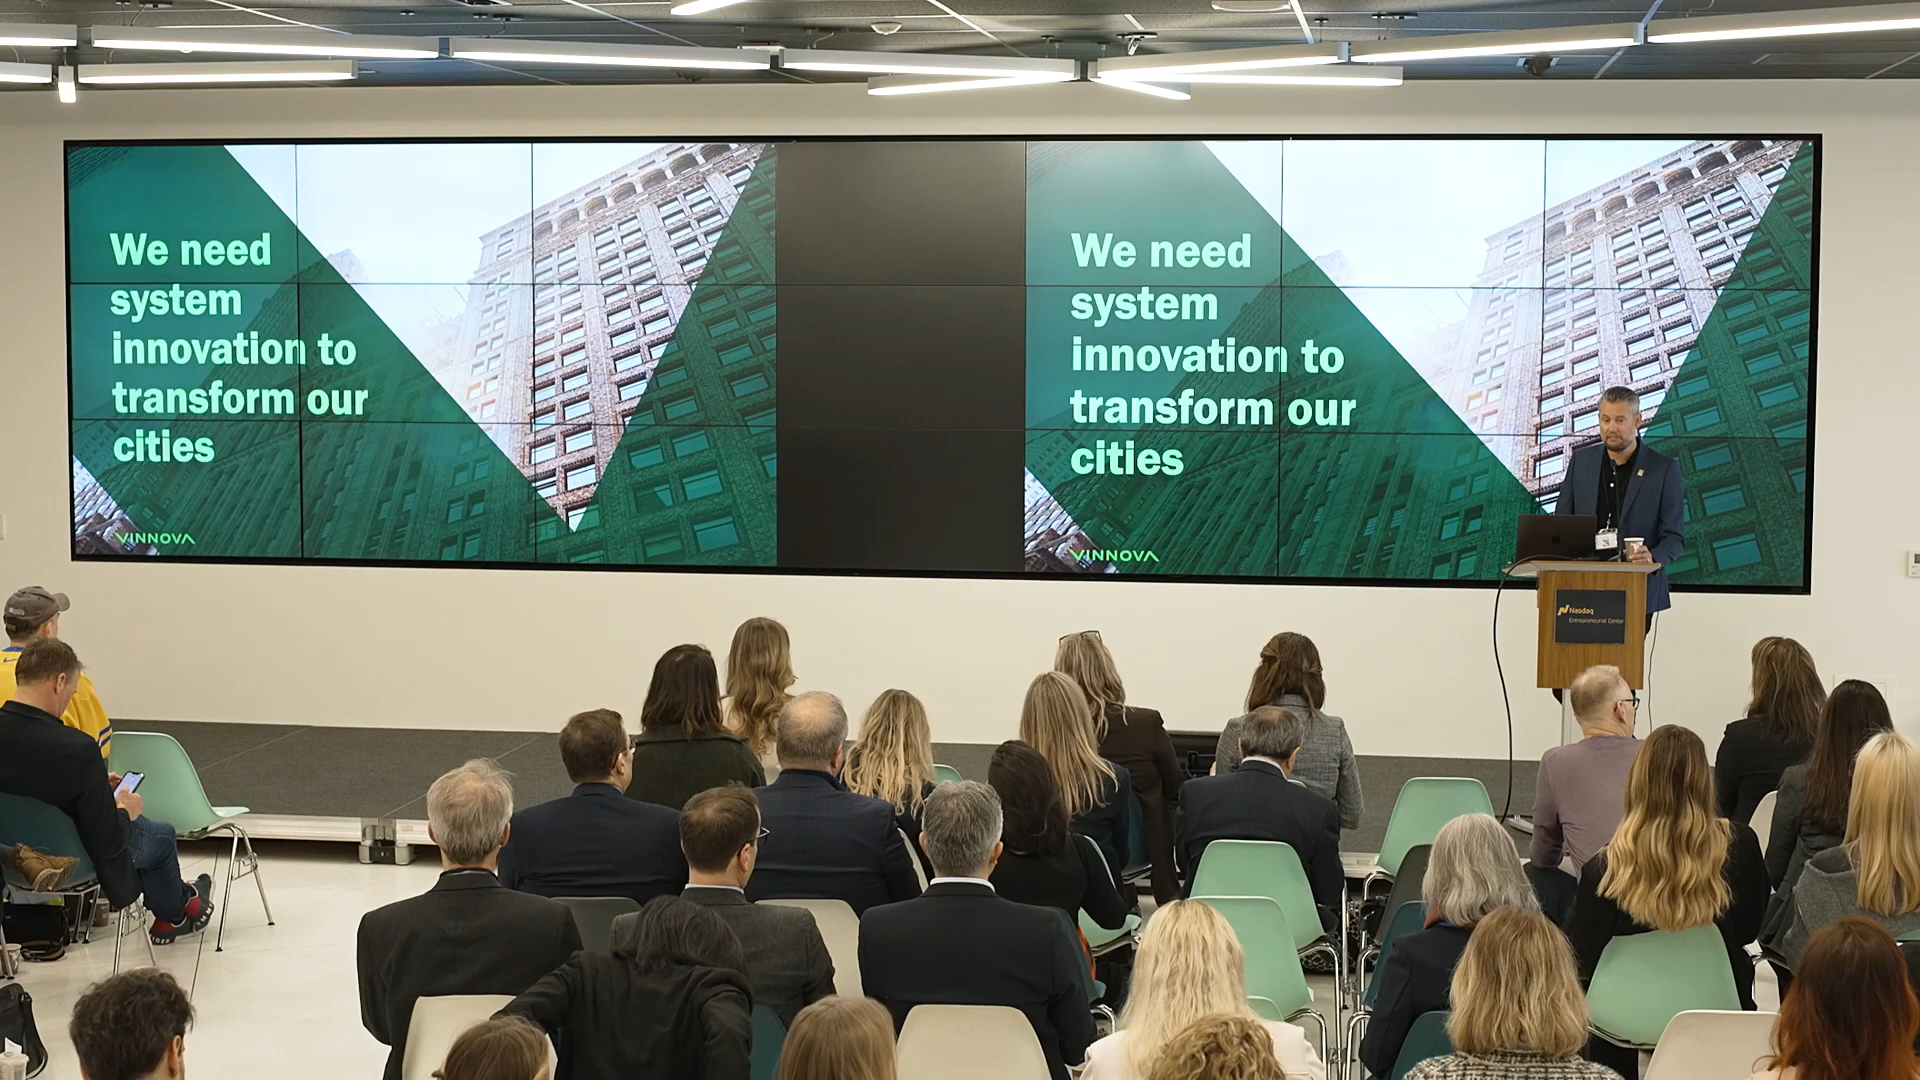 We need
system
innovation to
transform our
cities
VINNOVA
We need
system
innovation to
transform our
cities
VINNOVA
Nasdaq
Entrepreneurial Center